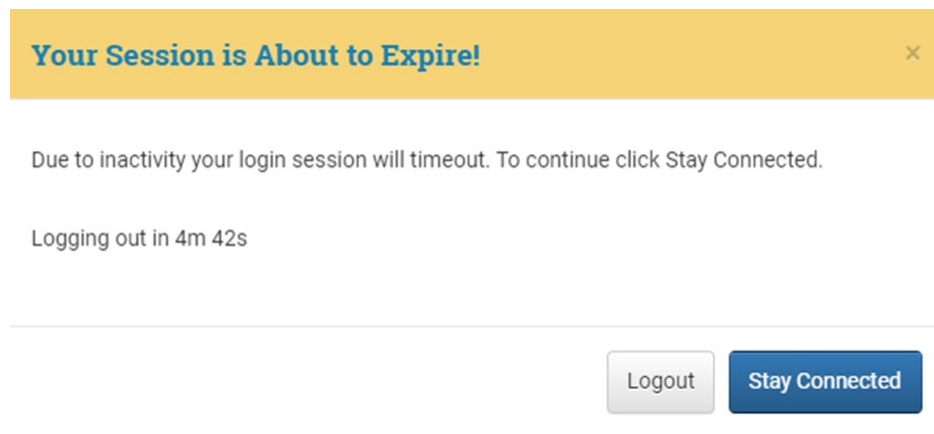 Your Session is About to Expire!
×
Due to inactivity your login session will timeout. To continue click Stay Connected.
Logging out in 4m 42s
Logout
Stay Connected